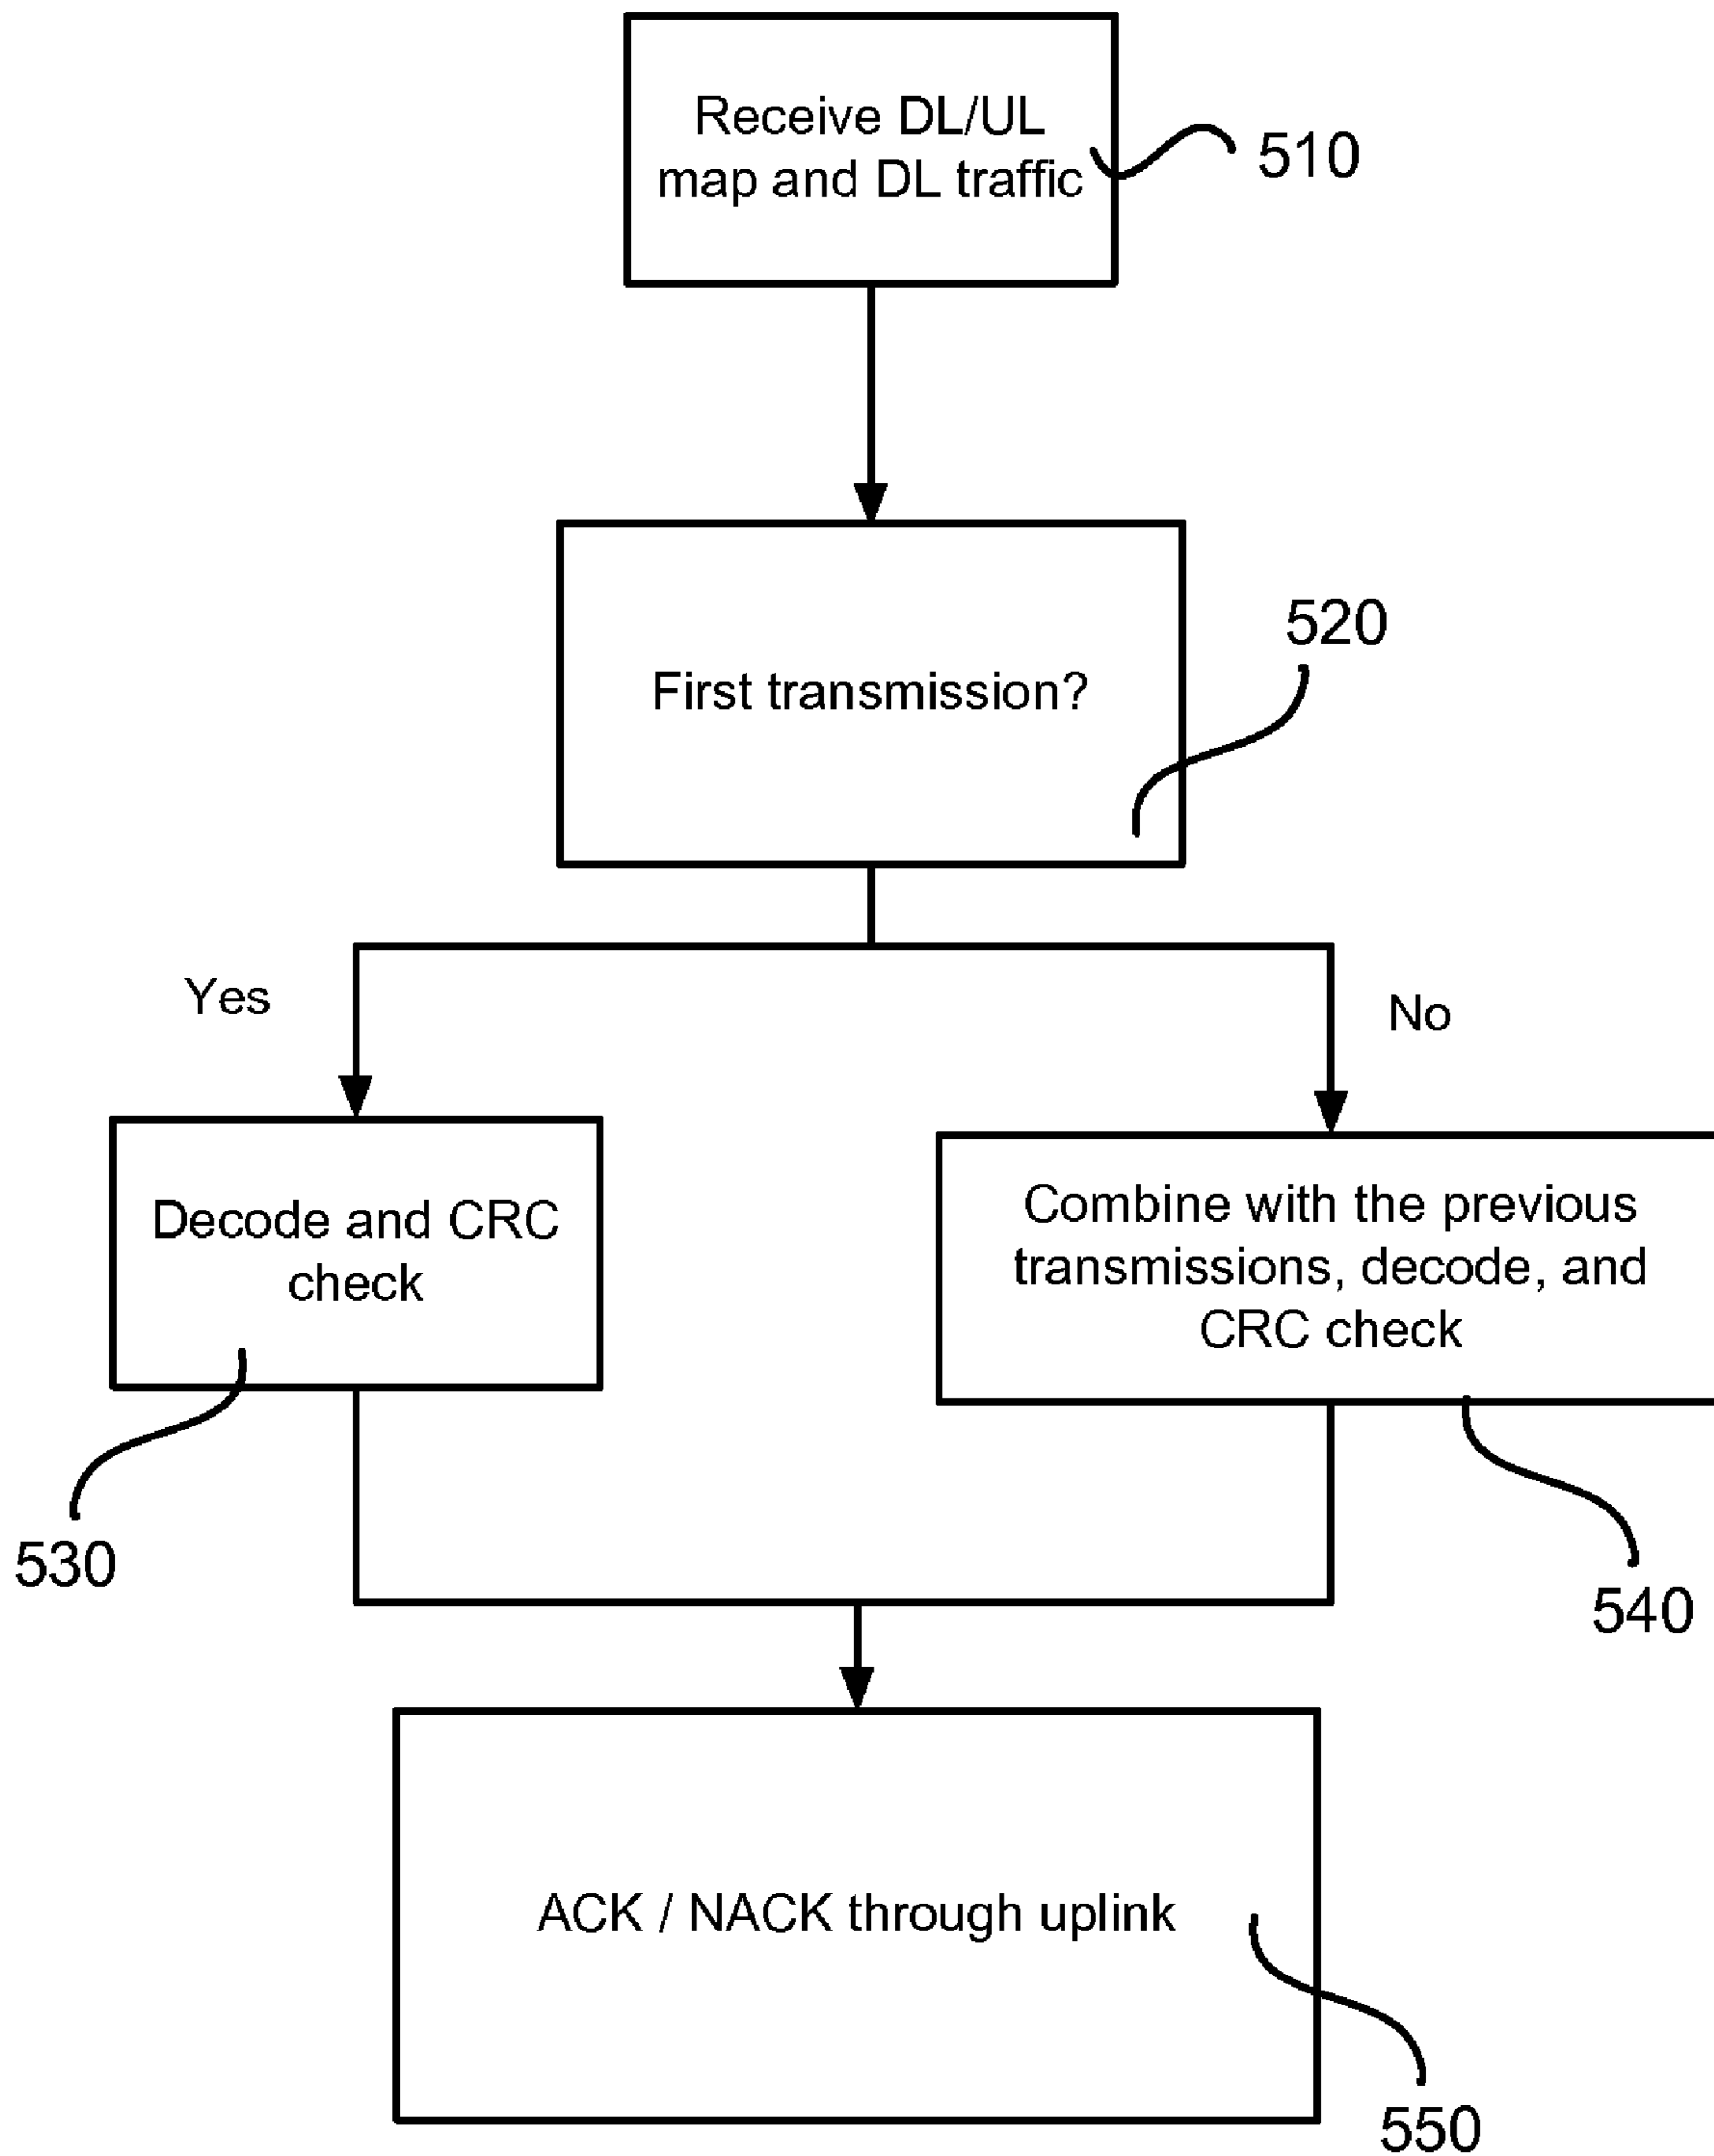 Receive DL/UL
map and DL traffic
510
520
First transmission?
Yes
No
Decode and CRC
check
Combine with the previous
transmissions, decode, and
CRC check
530
540
ACK / NACK through uplink
550